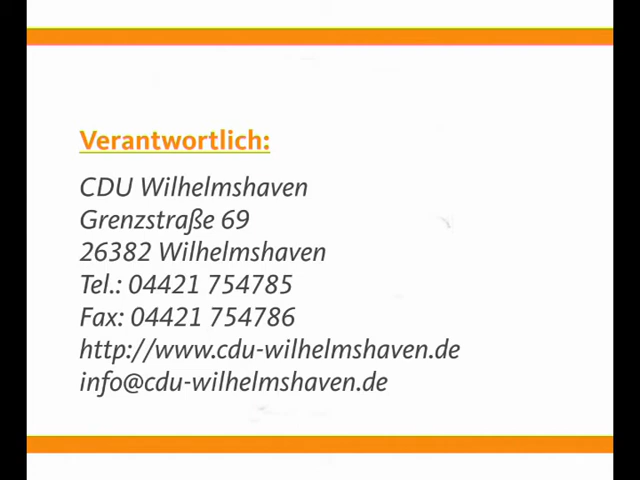 Verantwortlich:
CDU Wilhelmshaven
Grenzstraße 69
26382 Wilhelmshaven
Tel.: 04421 754785
Fax: 04421 754786
http://www.cdu-wilhelmshaven.de
info@cdu-wilhelmshaven.de